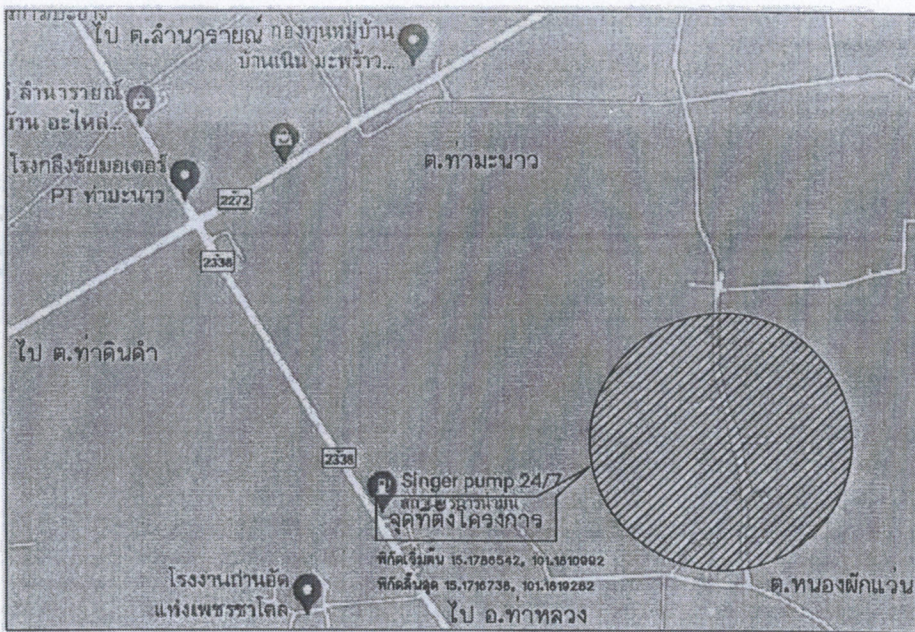 ไป ต.ลำนารายณ์
กองทุนหมู่บ้าน
บ้านเนิน มะพร้าว...
ลำนารายณ์
อะไหล่...
โรงกลึงชัยมอเตอร์
PT ท่ามะนาว
2272
ต.ท่ามะนาว
2338
ไป ต.ท่าดินดำ
2338
Singer pump 24/7
จุดที่ตั้งโครงการ
พิกัดเริ่มต้น 15.1786542, 101.1810992
พิกัดสิ้นสุด 15.1716738, 101.1819282
โรงงานถ่านอัด
แท่งเพชรชาโคล
ต.หนองผักแว่น
ไป อ.ท่าหลวง